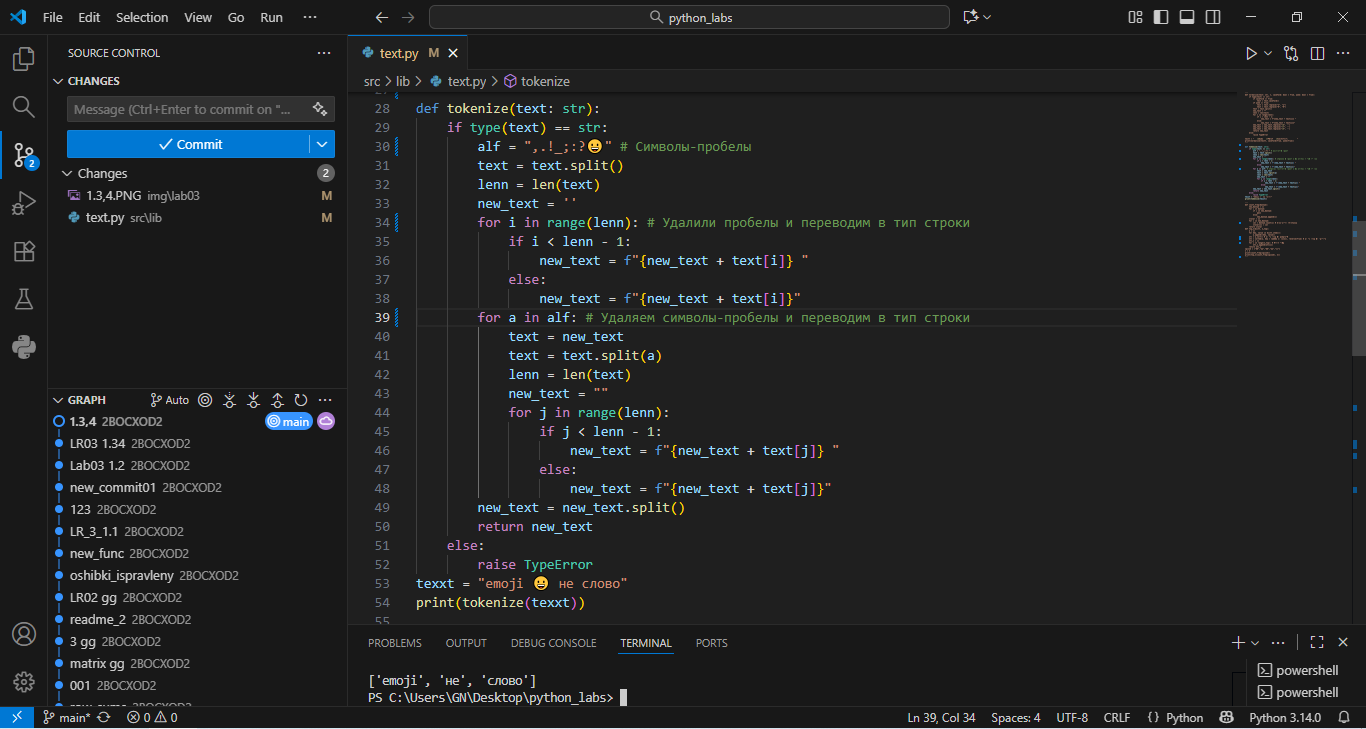 File Edit Selection View Go Run ··· python_labs
SOURCE CONTROL ···
CHANGES
Message (Ctrl+Enter to commit on "...
Commit
Changes 2
1.3,4.PNG img\lab03 M
text.py src\lib M
GRAPH Auto ···
1.3,4 2BOCXOD2 main
LR03 1.34 2BOCXOD2
Lab03 1.2 2BOCXOD2
new_commit01 2BOCXOD2
123 2BOCXOD2
LR_3_1.1 2BOCXOD2
new_func 2BOCXOD2
oshibki_ispravleny 2BOCXOD2
LR02 gg 2BOCXOD2
readme_2 2BOCXOD2
3 gg 2BOCXOD2
matrix gg 2BOCXOD2
001 2BOCXOD2
text.py M
src > lib > text.py > tokenize
28 def tokenize(text: str):
29 if type(text) == str:
30 alf = ",.!_;:?😀" # Символы-пробелы
31 text = text.split()
32 lenn = len(text)
33 new_text = ''
34 for i in range(lenn): # Удалили пробелы и переводим в тип строки
35 if i < lenn - 1:
36 new_text = f"{new_text + text[i]} "
37 else:
38 new_text = f"{new_text + text[i]}"
39 for a in alf: # Удаляем символы-пробелы и переводим в тип строки
40 text = new_text
41 text = text.split(a)
42 lenn = len(text)
43 new_text = ""
44 for j in range(lenn):
45 if j < lenn - 1:
46 new_text = f"{new_text + text[j]} "
47 else:
48 new_text = f"{new_text + text[j]}"
49 new_text = new_text.split()
50 return new_text
51 else:
52 raise TypeError
53 texxt = "emoji 😀 не слово"
54 print(tokenize(texxt))
55
PROBLEMS OUTPUT DEBUG CONSOLE TERMINAL PORTS
['emoji', 'не', 'слово']
PS C:\Users\GN\Desktop\python_labs>
powershell
powershell
2
main* 0 0 Ln 39, Col 34 Spaces: 4 UTF-8 CRLF {} Python Python 3.14.0